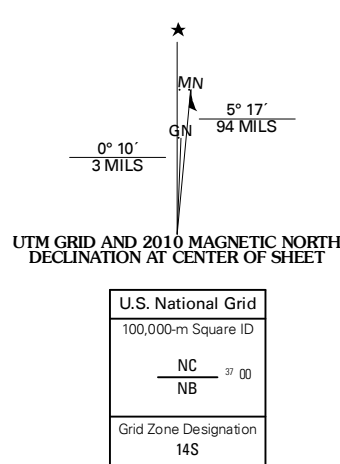 MN
5° 17´
94 MILS
GN
0° 10´
3 MILS
UTM GRID AND 2010 MAGNETIC NORTH
DECLINATION AT CENTER OF SHEET
U.S. National Grid
100,000-m Square ID
NC
37 00
NB
Grid Zone Designation
14S